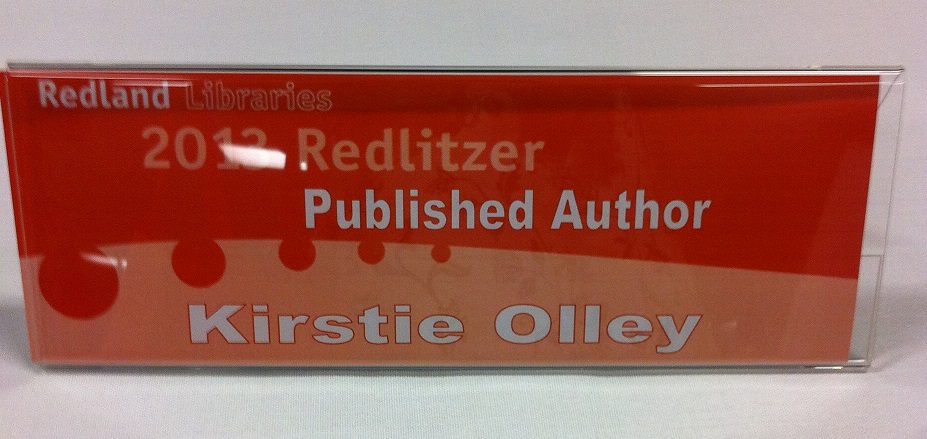 Redland Libraries
2013 Redlitzer
Published Author
Kirstie Olley